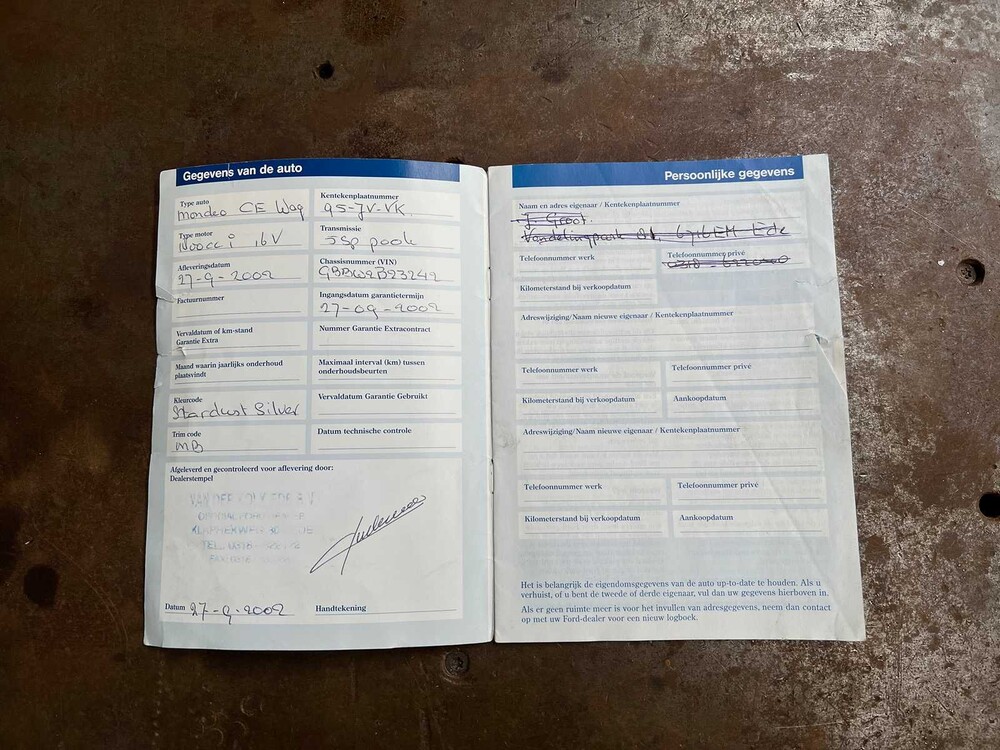 Gegevens van de auto
Type auto
Mondeo CE Wag
Kentekenplaatnummer
95-JV-VK
Type motor
i 16V
Transmissie
5sp pook
Afleveringsdatum
27-9-2002
Chassisnummer (VIN)
Factuurnummer
Ingangsdatum garantietermijn
27-09-2002
Vervaldatum of km-stand
Garantie Extra
Nummer Garantie Extracontract
Maand waarin jaarlijks onderhoud
plaatsvindt
Maximaal interval (km) tussen
onderhoudsbeurten
Kleurcode
Stardust Silver
Vervaldatum Garantie Gebruikt
Trim code
MB
Datum technische controle
Afgeleverd en gecontroleerd voor aflevering door:
Dealerstempel
Datum 27-9-2002
Handtekening
Persoonlijke gegevens
Naam en adres eigenaar / Kentekenplaatnummer
J. Groot
Ede
Telefoonnummer werk
Telefoonnummer privé
Kilometerstand bij verkoopdatum
Adreswijziging/Naam nieuwe eigenaar / Kentekenplaatnummer
Telefoonnummer werk
Telefoonnummer privé
Kilometerstand bij verkoopdatum
Aankoopdatum
Adreswijziging/Naam nieuwe eigenaar / Kentekenplaatnummer
Telefoonnummer werk
Telefoonnummer privé
Kilometerstand bij verkoopdatum
Aankoopdatum
Het is belangrijk de eigendomsgegevens van de auto up-to-date te houden. Als u
verhuist, of u bent de tweede of derde eigenaar, vul dan uw gegevens hierboven in.
Als er geen ruimte meer is voor het invullen van adresgegevens, neem dan contact
op met uw Ford-dealer voor een nieuw logboek.